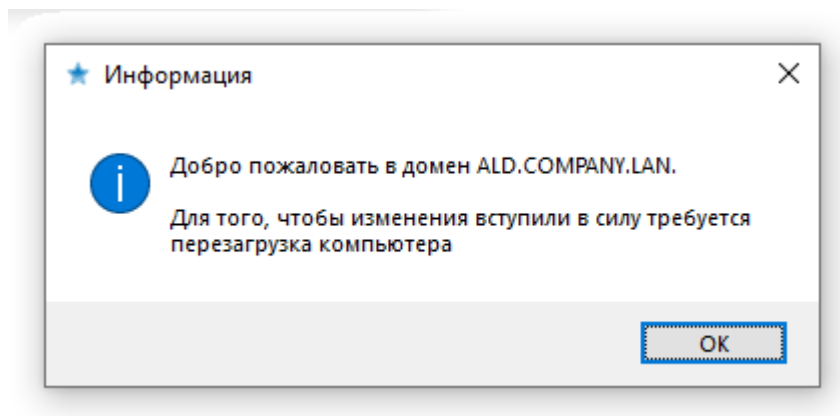 Информация
Добро пожаловать в домен ALD.COMPANY.LAN.
Для того, чтобы изменения вступили в силу требуется
перезагрузка компьютера
OK